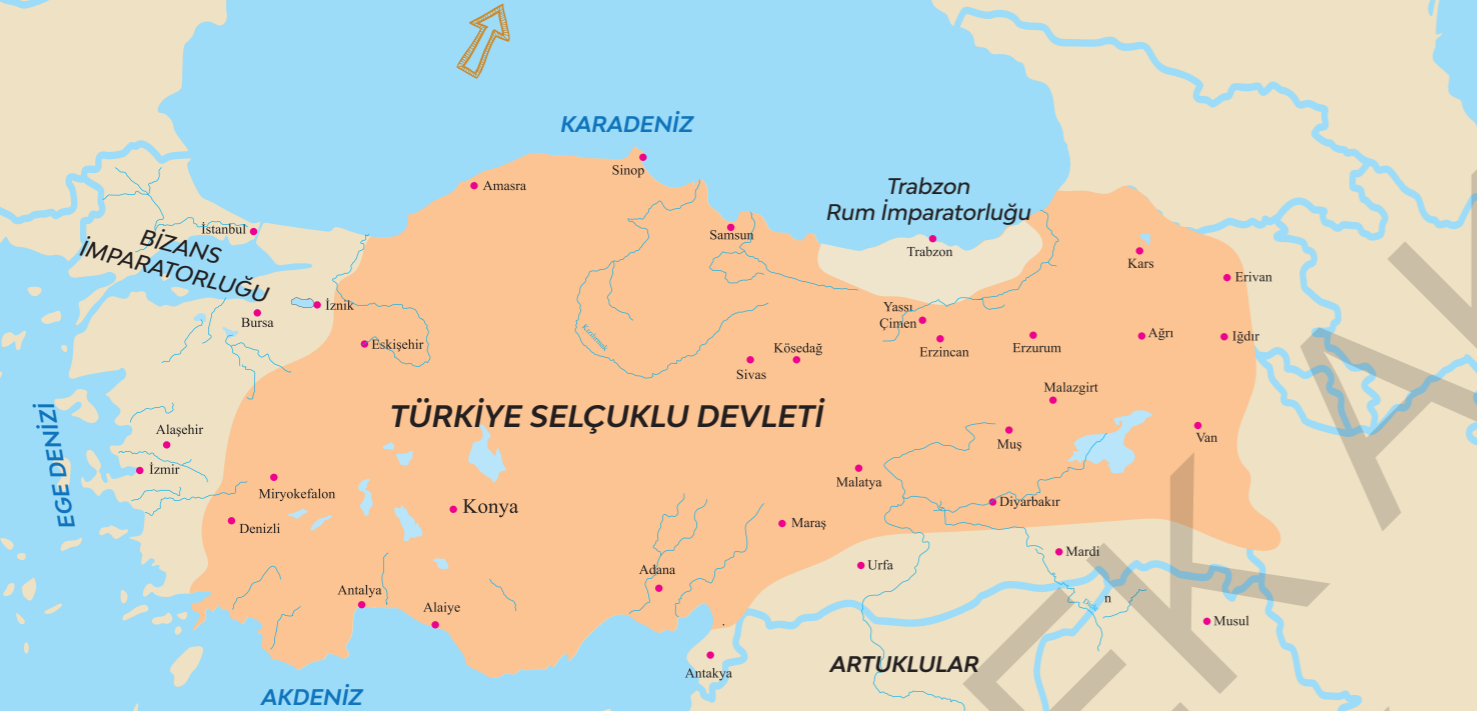 KARADENİZ
Sinop
Amasra
Trabzon
Rum İmparatorluğu
Samsun
Trabzon
İstanbul
BİZANS
İMPARATORLUĞU
Kars
Erivan
İznik
Bursa
Eskişehir
Kızılırmak
Yassı
Çimen
Erzincan
Erzurum
Ağrı
Iğdır
Kösedağ
Sivas
Malazgirt
TÜRKİYE SELÇUKLU DEVLETİ
EGE DENİZİ
Alaşehir
İzmir
Muş
Van
Malatya
Miryokefalon
Konya
Diyarbakır
Denizli
Maraş
Mardi
n
Urfa
Adana
Antalya
Alaiye
Dicle
Musul
Antakya
ARTUKLULAR
AKDENİZ